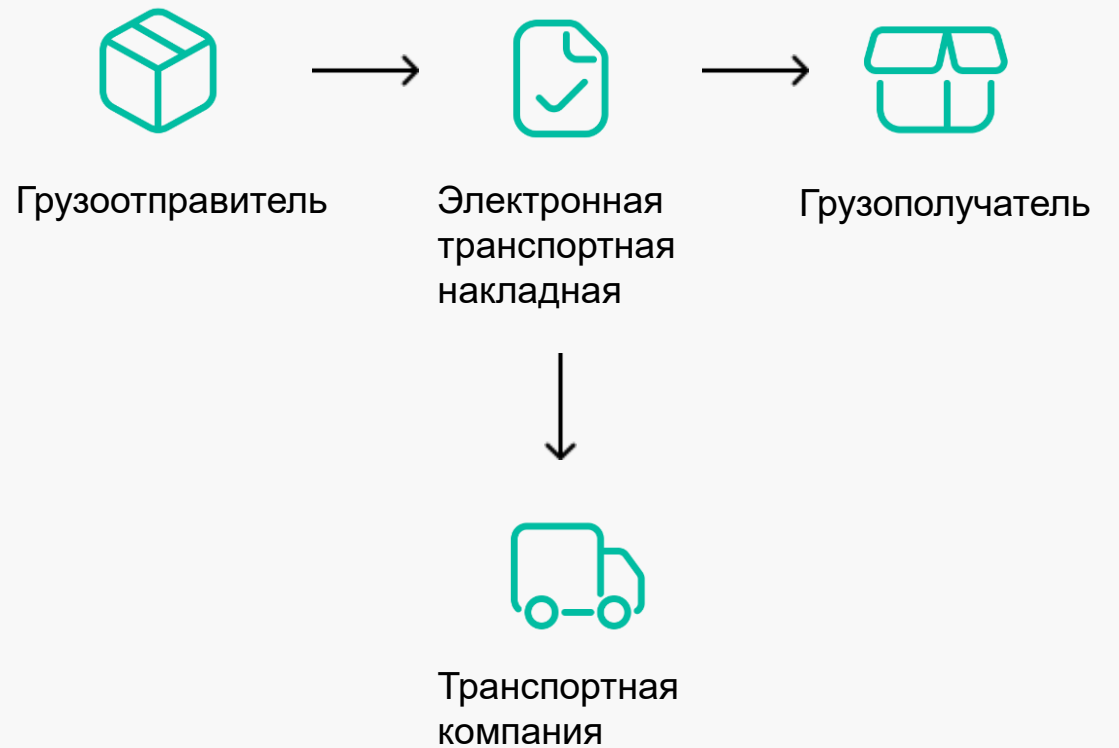 Грузоотправитель
Электронная
транспортная
накладная
Грузополучатель
Транспортная
компания